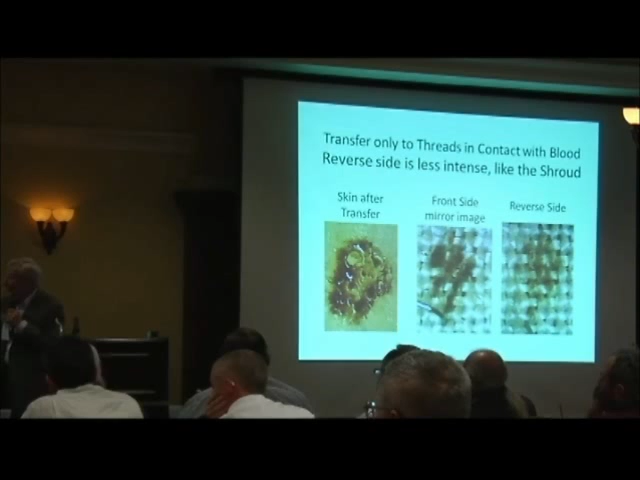 Transfer only to Threads in Contact with Blood
Reverse side is less intense, like the Shroud
Skin after
Transfer
Front Side
mirror image
Reverse Side